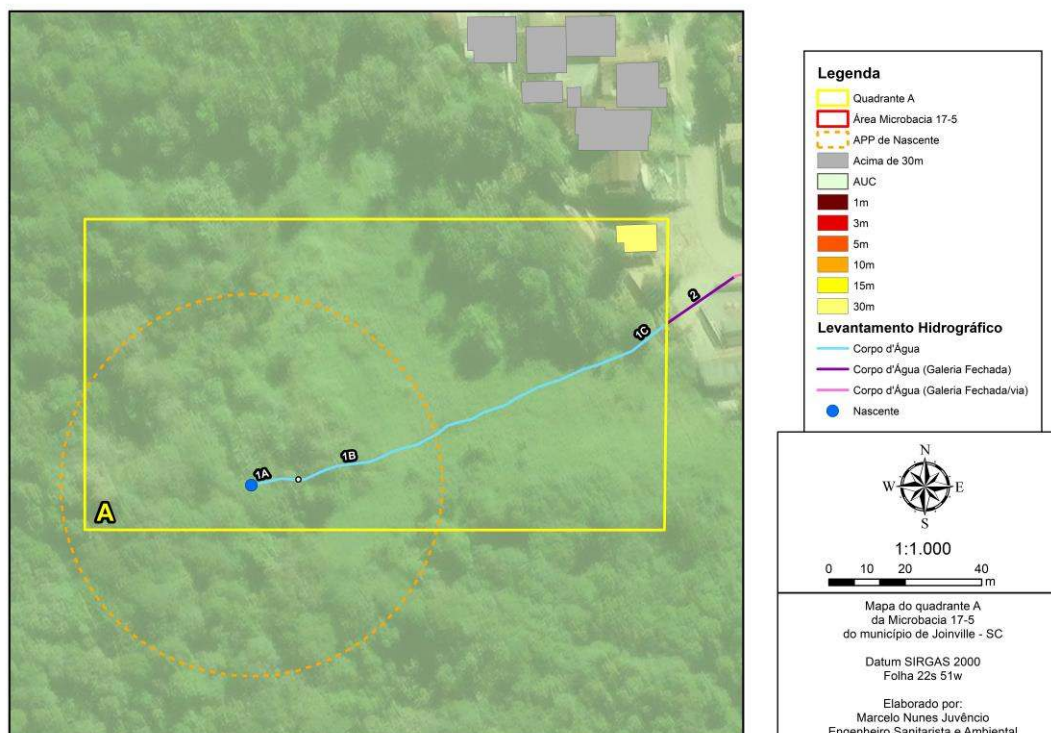 1A
1B
1C
2
A
Legenda
Quadrante A
Área Microbacia 17-5
APP de Nascente
Acima de 30m
AUC
1m
3m
5m
10m
15m
30m
Levantamento Hidrográfico
Corpo d'Água
Corpo d'Água (Galeria Fechada)
Corpo d'Água (Galeria Fechada/via)
Nascente
N
W E
S
1:1.000
0 10 20 40
m
Mapa do quadrante A
da Microbacia 17-5
do município de Joinville - SC
Datum SIRGAS 2000
Folha 22s 51w
Elaborado por:
Marcelo Nunes Juvêncio
Engenheiro Sanitarista e Ambiental